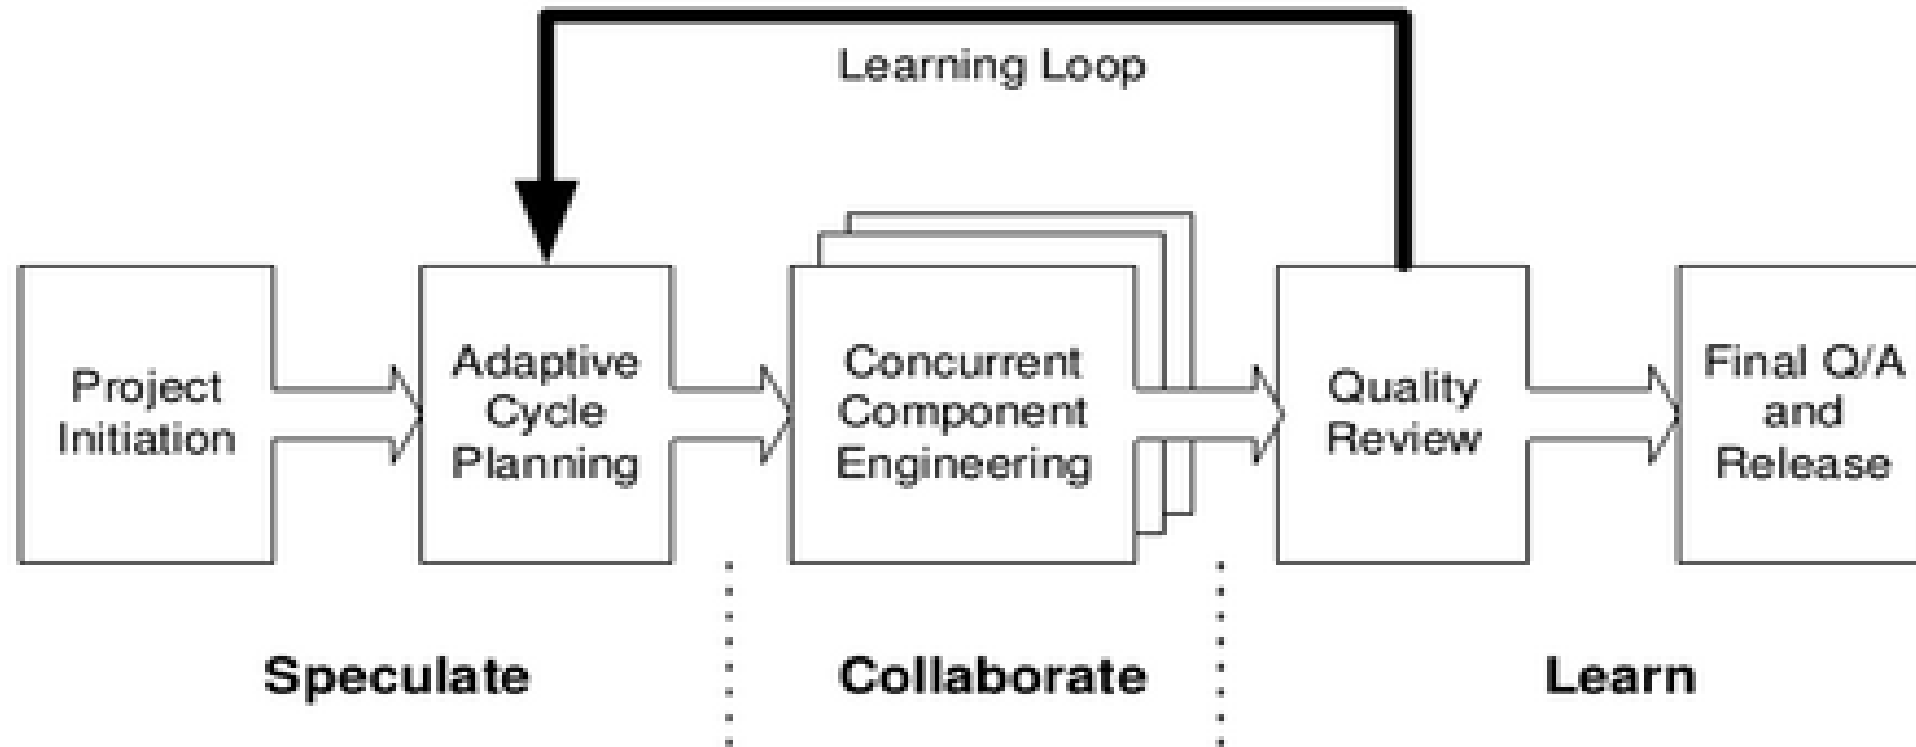 Learning Loop
Project
Initiation
Adaptive
Cycle
Planning
Concurrent
Component
Engineering
Quality
Review
Final Q/A
and
Release
Speculate
Collaborate
Learn